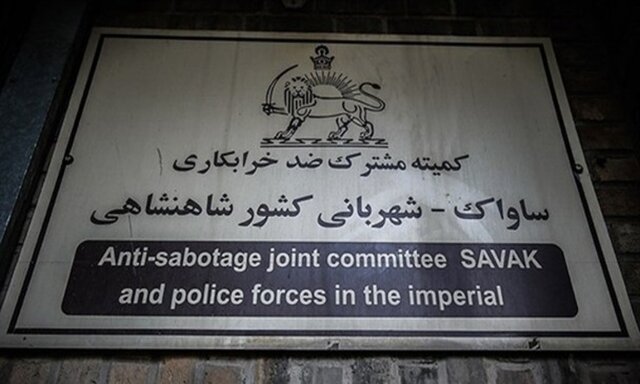 کمیته مشترک ضد خرابکاری
ساواک - شهربانی کشور شاهنشاهی
Anti-sabotage joint committee SAVAK
and police forces in the imperial